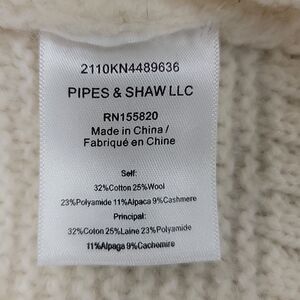 2110KN4489636
PIPES & SHAW LLC
RN155820
Made in China /
Fabriqué en Chine
Self:
32%Cotton 25%Wool
23%Polyamide 11%Alpaca 9%Cashmere
Principal:
32%Coton 25%Laine 23%Polyamide
11%Alpaga 9%Cachemire